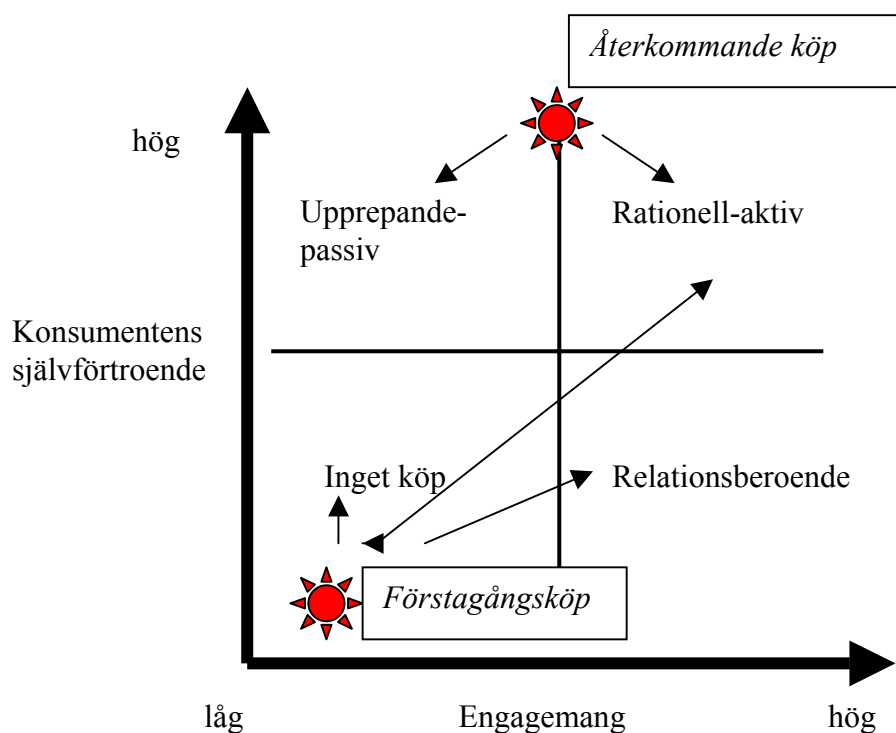 Återkommande köp
hög
Upprepande-
passiv
Rationell-aktiv
Konsumentens
självförtroende
Inget köp
Relationsberoende
Förstagångsköp
låg
Engagemang
hög